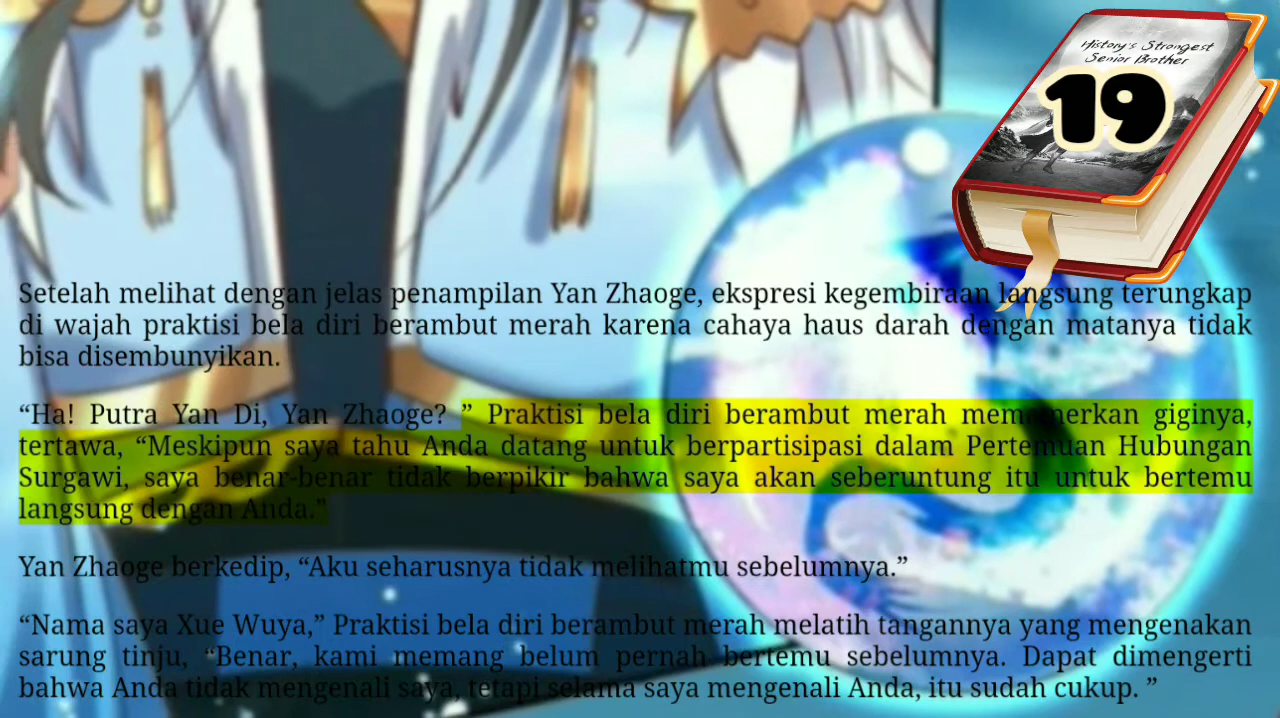 History's Strongest
Senior Brother
19
Setelah melihat dengan jelas penampilan Yan Zhaoge, ekspresi kegembiraan langsung terungkap
di wajah praktisi bela diri berambut merah karena cahaya haus darah dengan matanya tidak
bisa disembunyikan.
“Ha! Putra Yan Di, Yan Zhaoge? ” Praktisi bela diri berambut merah memamerkan giginya,
tertawa, “Meskipun saya tahu Anda datang untuk berpartisipasi dalam Pertemuan Hubungan
Surgawi, saya benar-benar tidak berpikir bahwa saya akan seberuntung itu untuk bertemu
langsung dengan Anda.”
Yan Zhaoge berkedip, “Aku seharusnya tidak melihatmu sebelumnya.”
“Nama saya Xue Wuya,” Praktisi bela diri berambut merah melatih tangannya yang mengenakan
sarung tinju, “Benar, kami memang belum pernah bertemu sebelumnya. Dapat dimengerti
bahwa Anda tidak mengenali saya, tetapi selama saya mengenali Anda, itu sudah cukup. ”